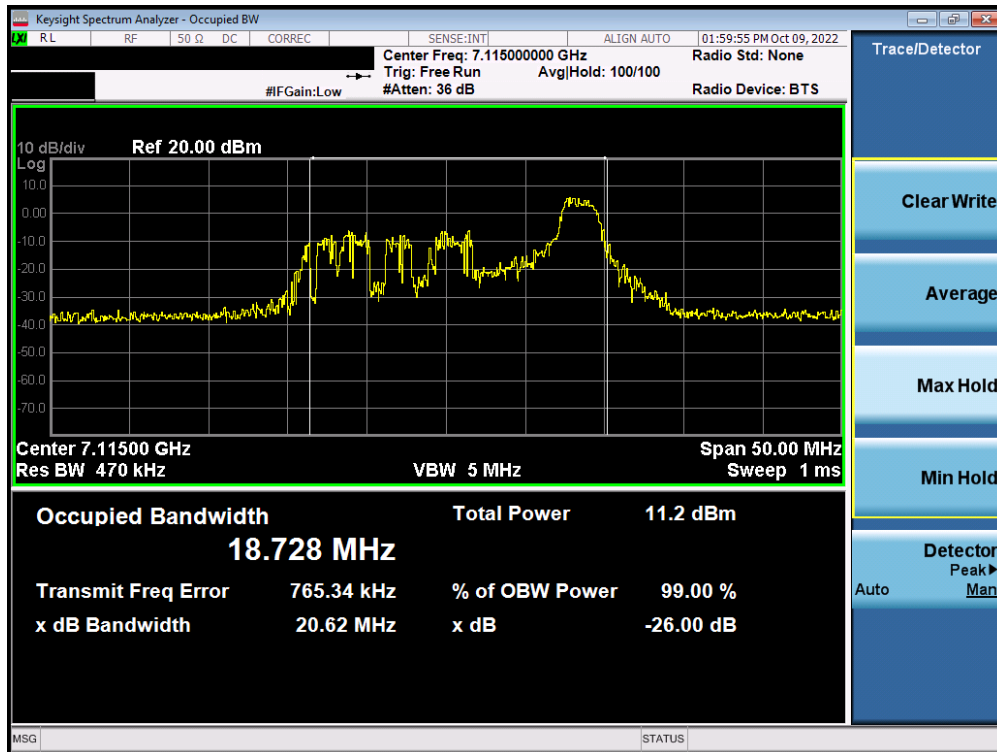 Keysight Spectrum Analyzer - Occupied BW
LXI RL RF 50 Ω DC CORREC SENSE:INT ALIGN AUTO 01:59:55 PM Oct 09, 2022
Center Freq: 7.115000000 GHz Radio Std: None
Trig: Free Run Avg|Hold: 100/100
#IFGain:Low #Atten: 36 dB Radio Device: BTS
Trace/Detector
10 dB/div Ref 20.00 dBm
Log
10.0
0.00
-10.0
-20.0
-30.0
-40.0
-50.0
-60.0
-70.0
Center 7.11500 GHz Span 50.00 MHz
Res BW 470 kHz VBW 5 MHz Sweep 1 ms
Occupied Bandwidth Total Power 11.2 dBm
18.728 MHz
Transmit Freq Error 765.34 kHz % of OBW Power 99.00 %
x dB Bandwidth 20.62 MHz x dB -26.00 dB
Clear Write
Average
Max Hold
Min Hold
Detector
Peak▶
Auto Man
MSG STATUS